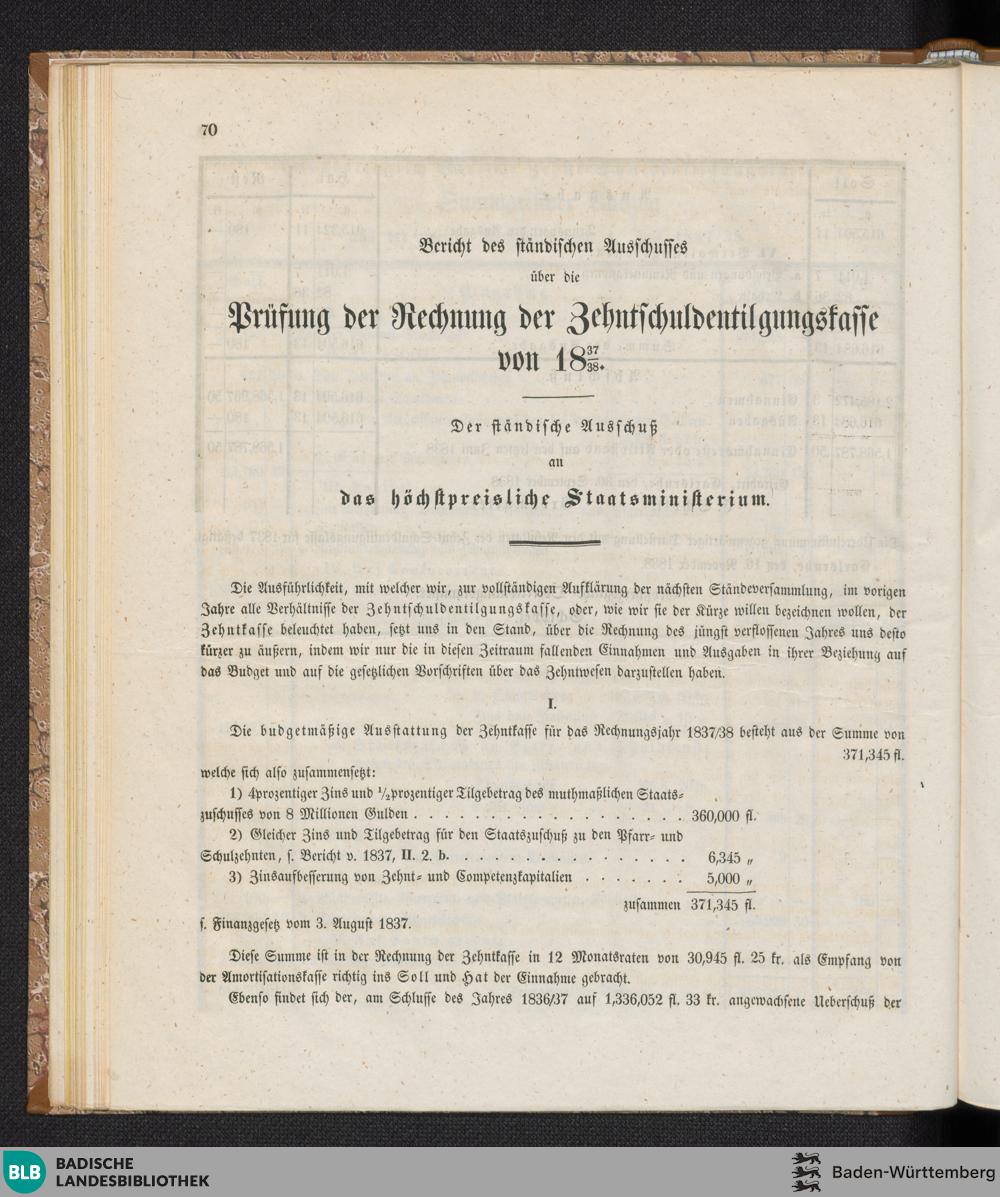 70
Bericht des ständischen Ausschusses
über die
Prüfung der Rechnung der Zehntschuldentilgungskasse
von 18 37/38.
Der ständische Ausschuß
an
das höchstpreisliche Staatsministerium.
Die Ausführlichkeit, mit welcher wir, zur vollständigen Aufklärung der nächsten Ständeversammlung, im vorigen
Jahre alle Verhältnisse der Zehntschuldentilgungskasse, oder, wie wir sie der Kürze willen bezeichnen wollen, der
Zehntkasse beleuchtet haben, setzt uns in den Stand, über die Rechnung des jüngst verflossenen Jahres uns desto
kürzer zu äußern, indem wir nur die in diesen Zeitraum fallenden Einnahmen und Ausgaben in ihrer Beziehung auf
das Budget und auf die gesetzlichen Vorschriften über das Zehntwesen darzustellen haben.
I.
Die budgetmäßige Ausstattung der Zehntkasse für das Rechnungsjahr 1837/38 besteht aus der Summe von
371,345 fl.
welche sich also zusammensetzt:
1) 4prozentiger Zins und ½prozentiger Tilgebetrag des muthmaßlichen Staats-
zuschusses von 8 Millionen Gulden . . . . . . . . . . . . . . . . . . 360,000 fl.
2) Gleicher Zins und Tilgebetrag für den Staatszuschuß zu den Pfarr- und
Schulzehnten, s. Bericht v. 1837, II. 2. b. . . . . . . . . . . . . . . . . 6,345 „
3) Zinsaufbesserung von Zehnt- und Competenzkapitalien . . . . . . . 5,000 „
zusammen 371,345 fl.
s. Finanzgesetz vom 3. August 1837.
Diese Summe ist in der Rechnung der Zehntkasse in 12 Monatsraten von 30,945 fl. 25 kr. als Empfang von
der Amortisationskasse richtig ins Soll und Hat der Einnahme gebracht.
Ebenso findet sich der, am Schlusse des Jahres 1836/37 auf 1,336,052 fl. 33 kr. angewachsene Ueberschuß der
BLB
BADISCHE
LANDESBIBLIOTHEK
Baden-Württemberg